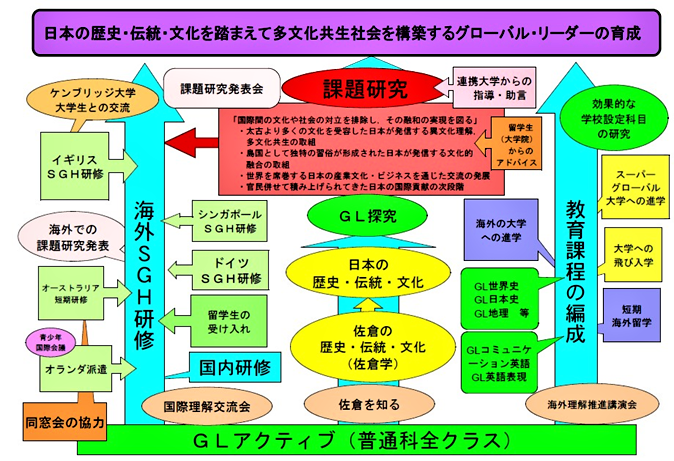 日本の歴史・伝統・文化を踏まえて多文化共生社会を構築するグローバル・リーダーの育成
ケンブリッジ大学
大学生との交流
課題研究発表会
課題研究
連携大学からの
指導・助言
効果的な
学校設定科目
の研究
「国際間の文化や社会の対立を排除し、その融和の実現を図る」
・太古より多くの文化を受容した日本が発信する異文化理解、
多文化共生の取組
・島国として独特の習俗が形成された日本が発信する文化的
融合の取組
・世界を席巻する日本の産業文化・ビジネスを通じた交流の発展
・官民併せて積み上げられてきた日本の国際貢献の次段階
留学生
(大学院)
からの
アドバイス
イギリス
SGH研修
海外SGH研修
シンガポール
SGH研修
GL探究
教育課程の編成
スーパー
グローバル
大学への進学
海外の大学
への進学
海外での
課題研究発表
ドイツ
SGH研修
日本の
歴史・伝統・文化
大学への
飛び入学
オーストラリア
短期研修
留学生の
受け入れ
GL世界史
GL日本史
GL地理 等
短期
海外留学
青少年
国際会議
オランダ派遣
国内研修
佐倉の
歴史・伝統・文化
(佐倉学)
GLコミュニケ
ーション英語
GL英語表現
同窓会の協力
国際理解交流会
佐倉を知る
海外理解推進講演会
GLアクティブ(普通科全クラス)